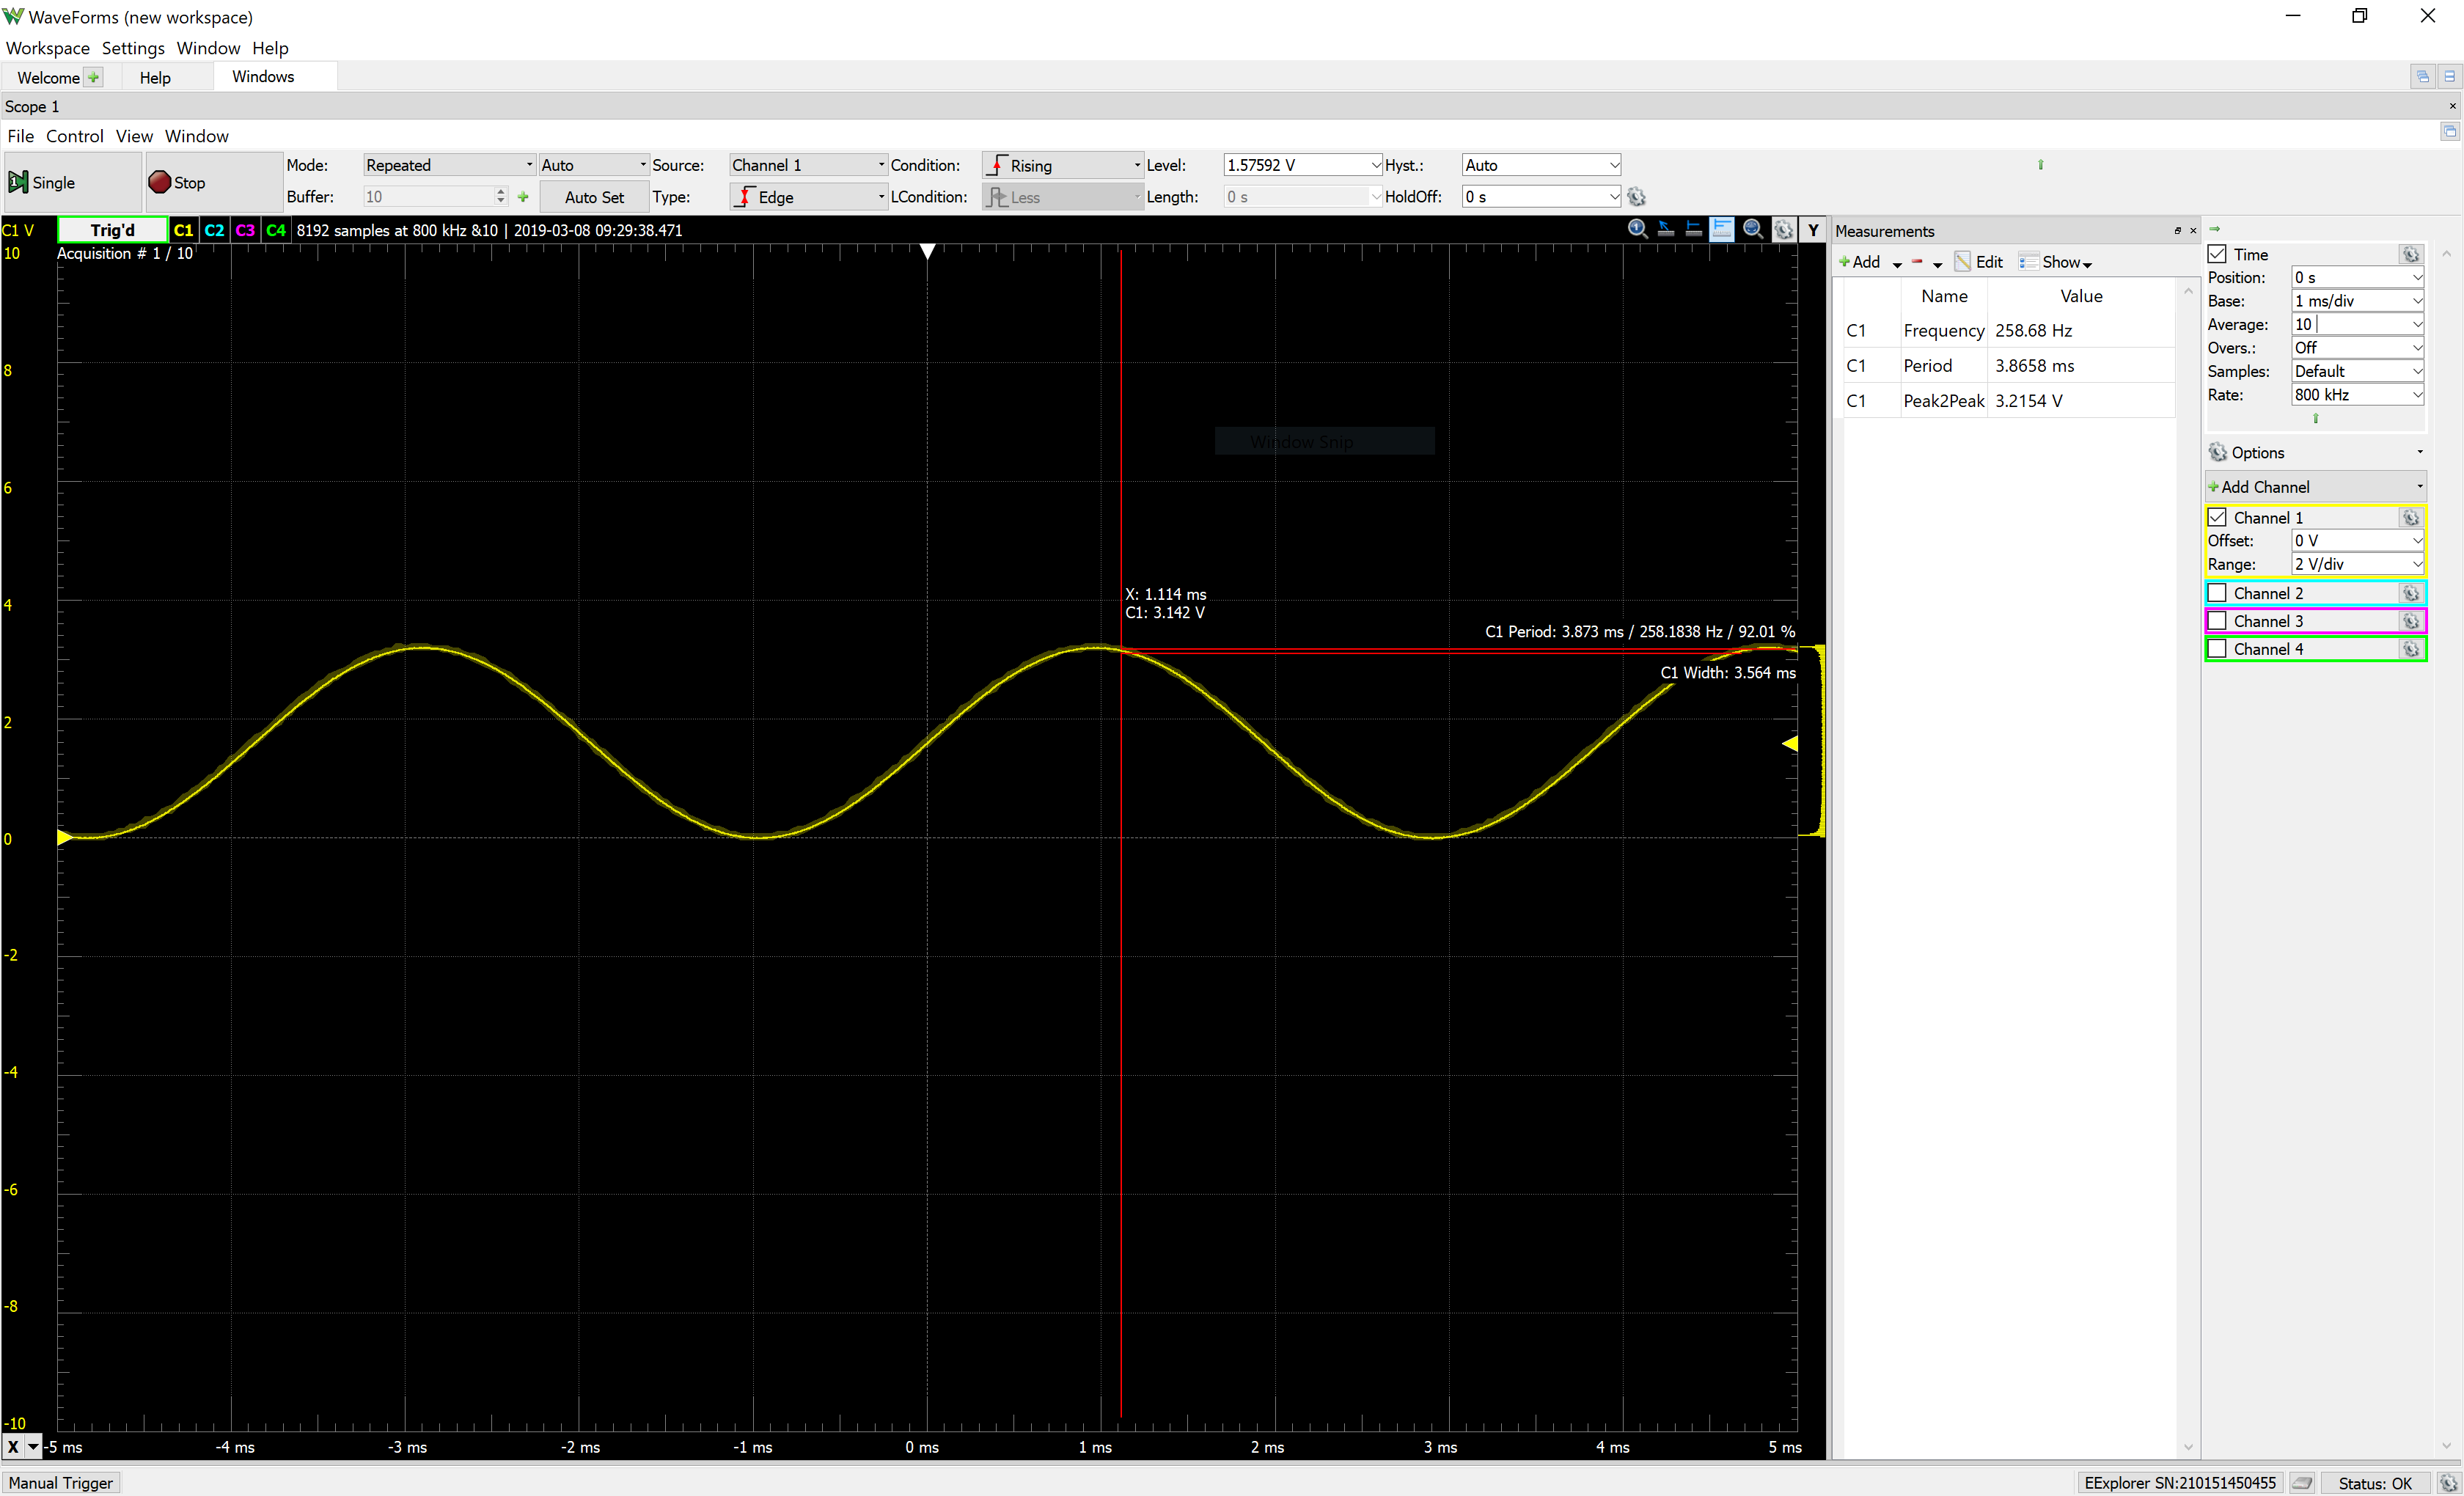 WaveForms (new workspace)
Workspace Settings Window Help
Welcome Help Windows
Scope 1
File Control View Window
Single Stop Mode: Repeated Auto Source: Channel 1 Condition: Rising Level: 1.57592 V Hyst.: Auto
Buffer: 10 Auto Set Type: Edge LCondition: Less Length: 0 s HoldOff: 0 s
C1 V Trig'd C1 C2 C3 C4 8192 samples at 800 kHz &10 | 2019-03-08 09:29:38.471 Y
Acquisition # 1 / 10
10
8
6
4
2
0
-2
-4
-6
-8
-10
Window Snip
X: 1.114 ms
C1: 3.142 V
C1 Period: 3.873 ms / 258.1838 Hz / 92.01 %
C1 Width: 3.564 ms
X -5 ms -4 ms -3 ms -2 ms -1 ms 0 ms 1 ms 2 ms 3 ms 4 ms 5 ms
Measurements
Add Edit Show
Name Value
C1 Frequency 258.68 Hz
C1 Period 3.8658 ms
C1 Peak2Peak 3.2154 V
Time
Position: 0 s
Base: 1 ms/div
Average: 10
Overs.: Off
Samples: Default
Rate: 800 kHz
Options
Add Channel
Channel 1
Offset: 0 V
Range: 2 V/div
Channel 2
Channel 3
Channel 4
Manual Trigger EExplorer SN:210151450455 Status: OK